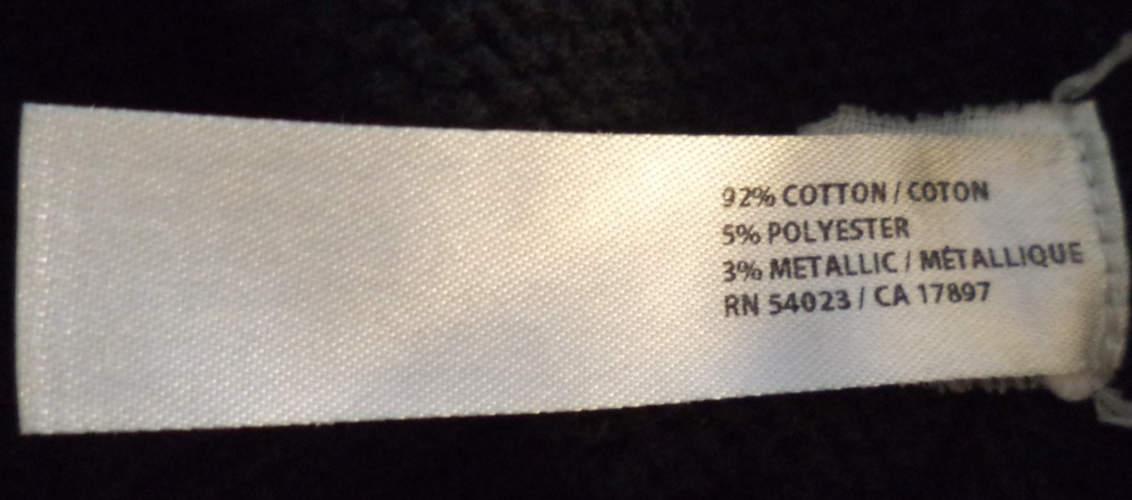 92% COTTON / COTON
5% POLYESTER
3% METALLIC / MÉTALLIQUE
RN 54023 / CA 17897